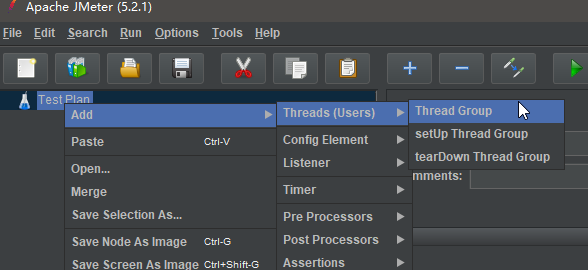 Apache JMeter (5.2.1)
File Edit Search Run Options Tools Help
Test Plan
Add
Paste Ctrl-V
Open...
Merge
Save Selection As...
Save Node As Image Ctrl-G
Save Screen As Image Ctrl+Shift-G
Threads (Users)
Config Element
Listener
Timer
Pre Processors
Post Processors
Assertions
Thread Group
setUp Thread Group
tearDown Thread Group
mments: